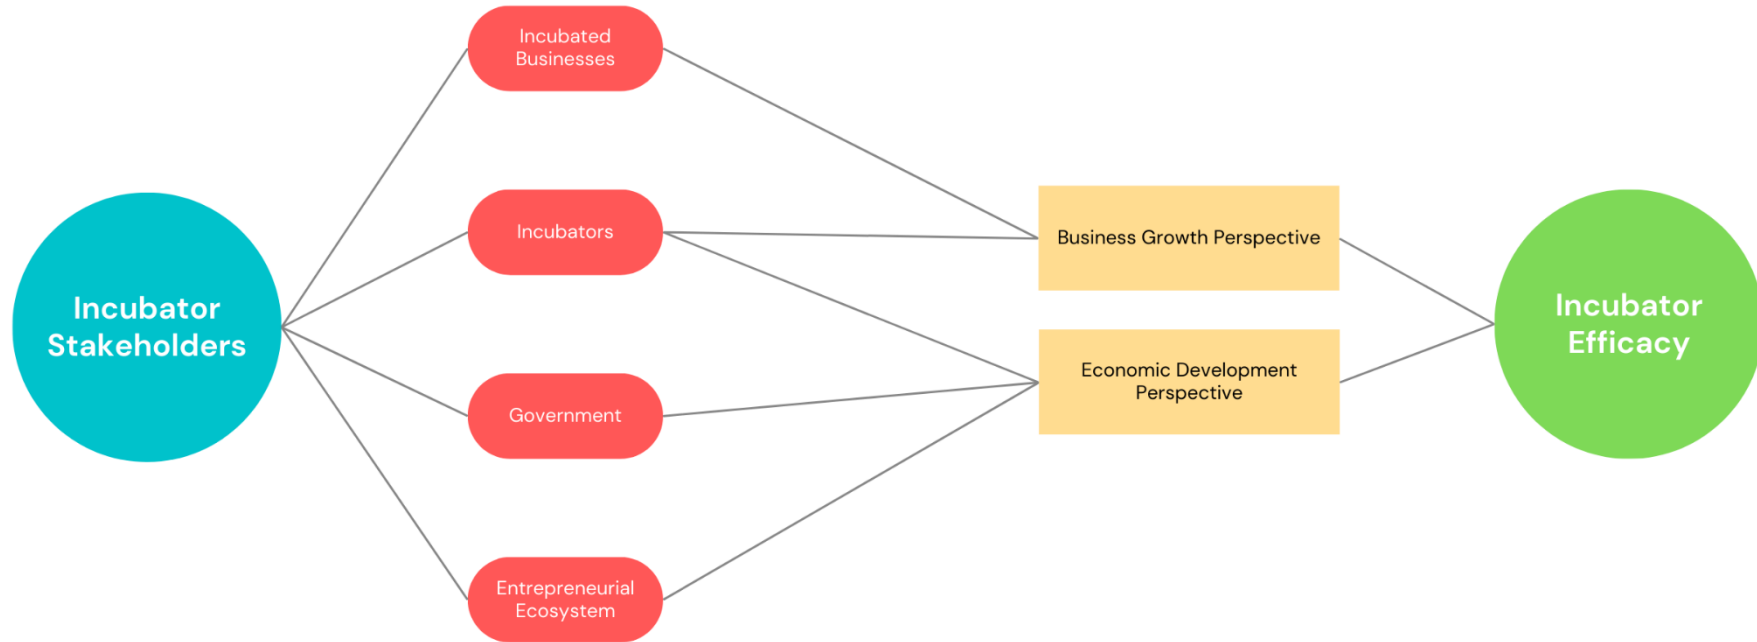 Incubator
Stakeholders
Incubated
Businesses
Incubators
Government
Entrepreneurial
Ecosystem
Business Growth Perspective
Economic Development
Perspective
Incubator
Efficacy